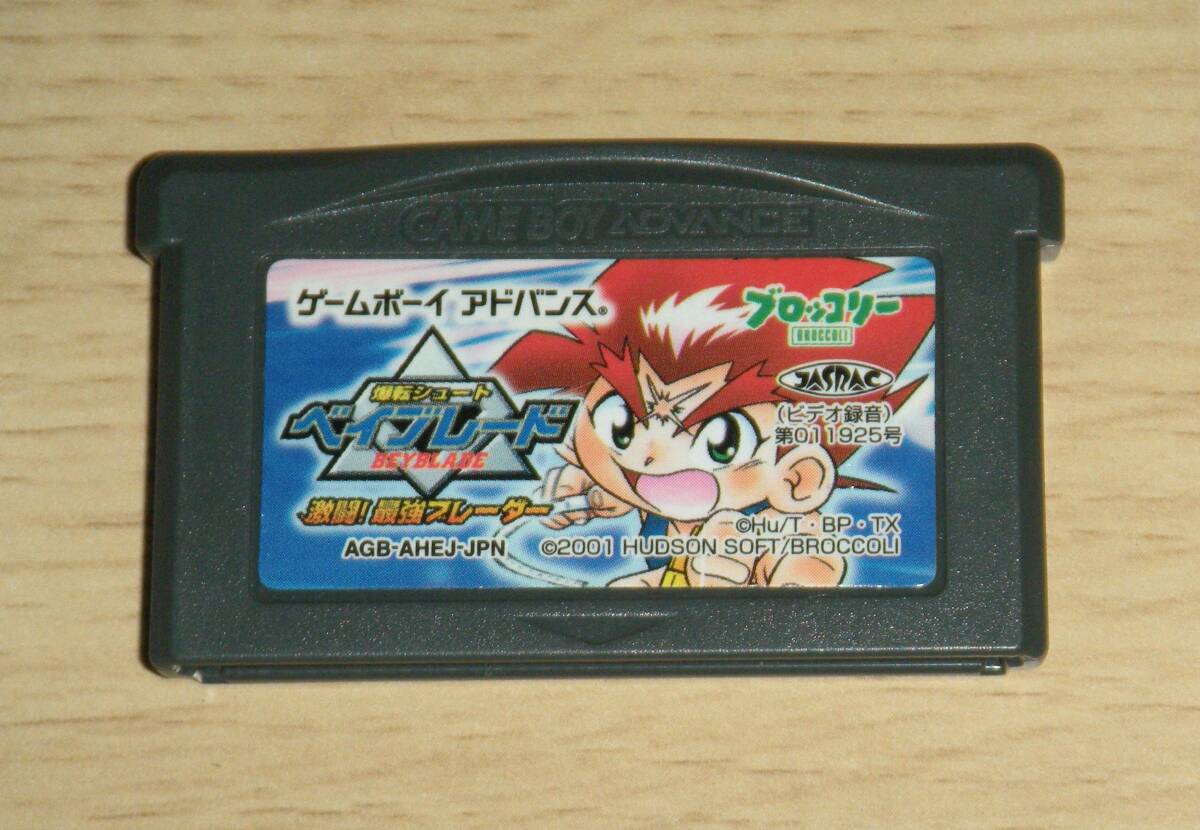 GAME BOY ADVANCE
ゲームボーイ アドバンス®
ブロッコリー
BROCCOLI
JASRAC
(ビデオ録音)
第011925号
爆転シュート
ベイブレード
BEYBLADE
激闘!最強ブレーダー
©Hu/T・BP・TX
AGB-AHEJ-JPN ©2001 HUDSON SOFT/BROCCOLI